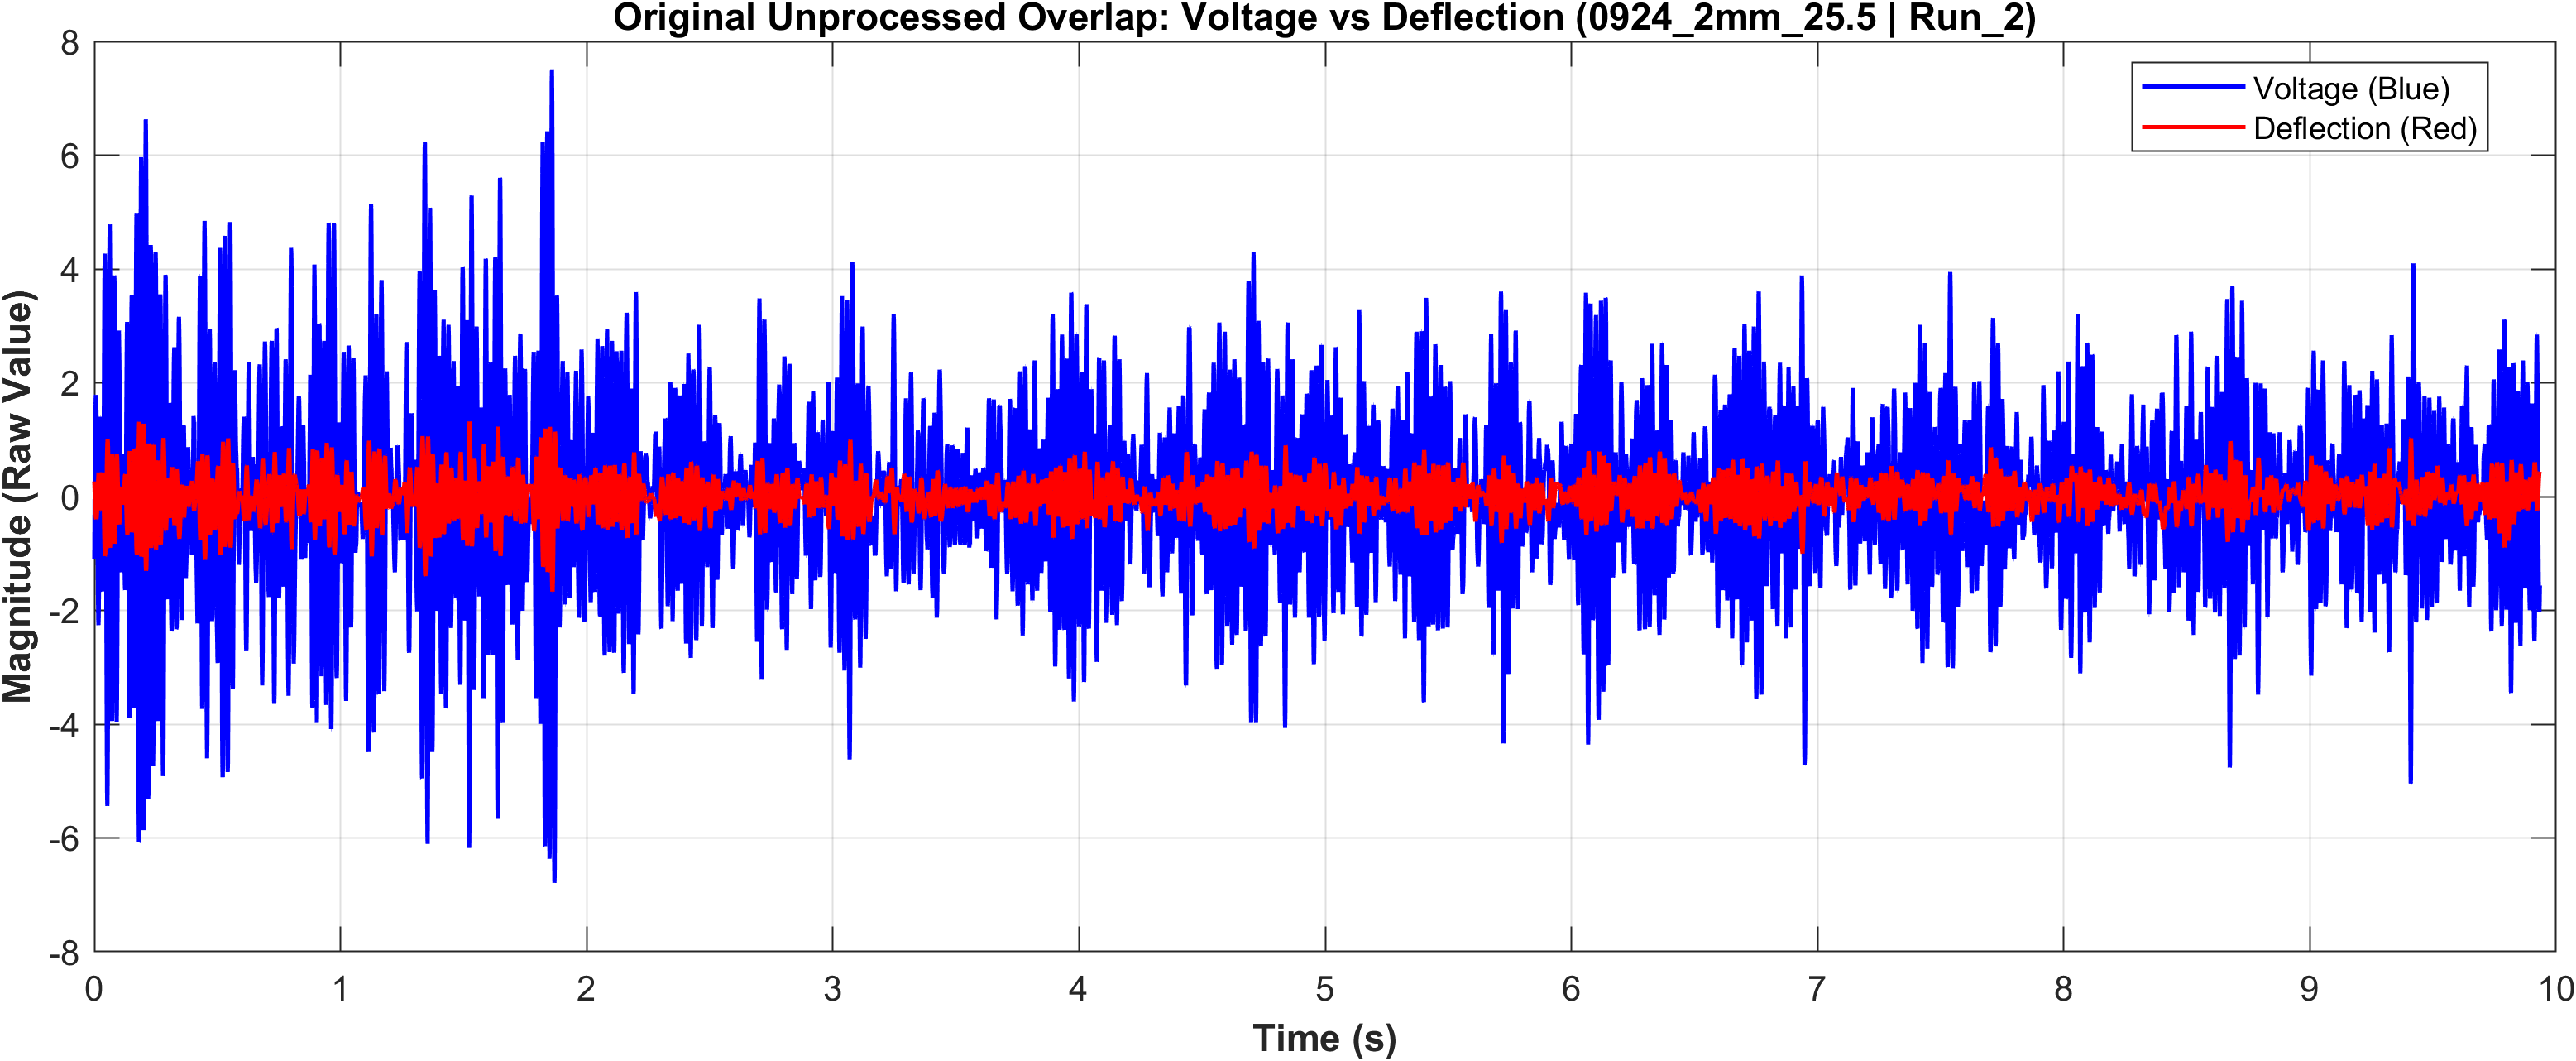 Original Unprocessed Overlap: Voltage vs Deflection (0924_2mm_25.5 | Run_2)
Voltage (Blue)
Deflection (Red)
Magnitude (Raw Value)
8
6
4
2
0
-2
-4
-6
-8
0 1 2 3 4 5 6 7 8 9 10
Time (s)